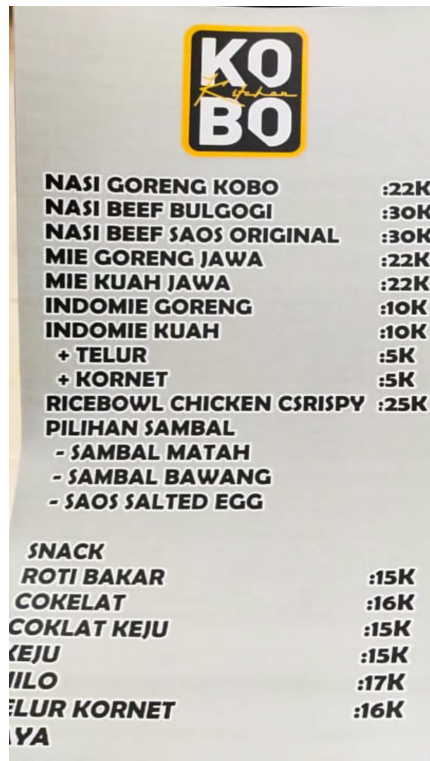 KO
Kitchen
BO
NASI GORENG KOBO :22K
NASI BEEF BULGOGI :30K
NASI BEEF SAOS ORIGINAL :30K
MIE GORENG JAWA :22K
MIE KUAH JAWA :22K
INDOMIE GORENG :10K
INDOMIE KUAH :10K
+ TELUR :5K
+ KORNET :5K
RICEBOWL CHICKEN CSRISPY :25K
PILIHAN SAMBAL
- SAMBAL MATAH
- SAMBAL BAWANG
- SAOS SALTED EGG
SNACK
ROTI BAKAR :15K
COKELAT :16K
COKLAT KEJU :15K
KEJU :15K
ILO :17K
ELUR KORNET :16K
AYA